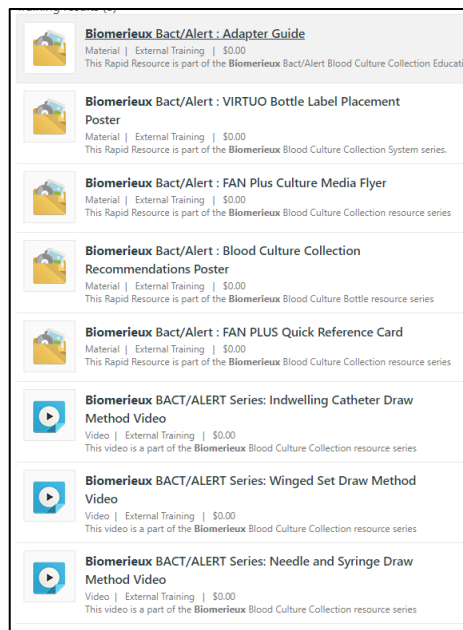 Biomerieux Bact/Alert : Adapter Guide
Material | External Training | $0.00
This Rapid Resource is part of the Biomerieux Bact/Alert Blood Culture Collection Educati
Biomerieux Bact/Alert : VIRTUO Bottle Label Placement
Poster
Material | External Training | $0.00
This Rapid Resource is part of the Biomerieux Blood Culture Collection System series.
Biomerieux Bact/Alert : FAN Plus Culture Media Flyer
Material | External Training | $0.00
This Rapid Resource is part of the Biomerieux Blood Culture Collection resource series
Biomerieux Bact/Alert : Blood Culture Collection
Recommendations Poster
Material | External Training | $0.00
This Rapid Resource is part of the Biomerieux Blood Culture Bottle resource series
Biomerieux Bact/Alert : FAN PLUS Quick Reference Card
Material | External Training | $0.00
This Rapid Resource is part of the Biomerieux Blood Culture Collection resource series
Biomerieux BACT/ALERT Series: Indwelling Catheter Draw
Method Video
Video | External Training | $0.00
This video is a part of the Biomerieux Blood Culture Collection resource series
Biomerieux BACT/ALERT Series: Winged Set Draw Method
Video
Video | External Training | $0.00
This video is a part of the Biomerieux Blood Culture Collection resource series
Biomerieux BACT/ALERT Series: Needle and Syringe Draw
Method Video
Video | External Training | $0.00
This video is a part of the Biomerieux Blood Culture Collection resource series